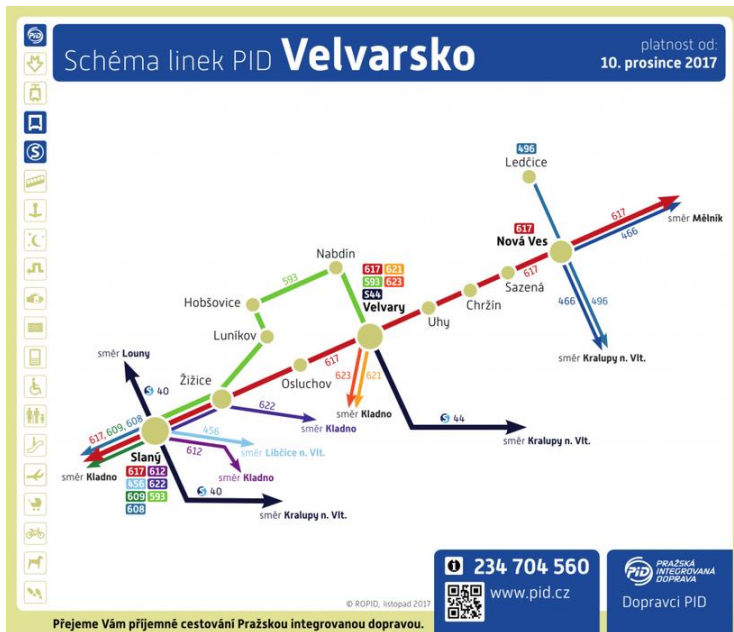 Schéma linek PID Velvarsko
platnost od:
10. prosince 2017
496
Ledčice
617
Nová Ves
617
466
směr Mělník
617
Sazená
Chržín
Uhy
466
496
směr Kralupy n. Vlt.
Nabdín
593
617 621
593 623
S44
Velvary
Hobšovice
Luníkov
617
Osluchov
623
621
směr Kladno
směr Louny
S 40
Žižice
622
směr Kladno
S 44
směr Kralupy n. Vlt.
617, 609, 608
456
směr Libčice n. Vlt.
612
směr Kladno
směr Kladno
Slaný
617 612
456 622
609 593
608
S 40
směr Kralupy n. Vlt.
© ROPID, listopad 2017
234 704 560
www.pid.cz
PID PRAŽSKÁ
INTEGROVANÁ
DOPRAVA
Dopravci PID
Přejeme Vám příjemné cestování Pražskou integrovanou dopravou.